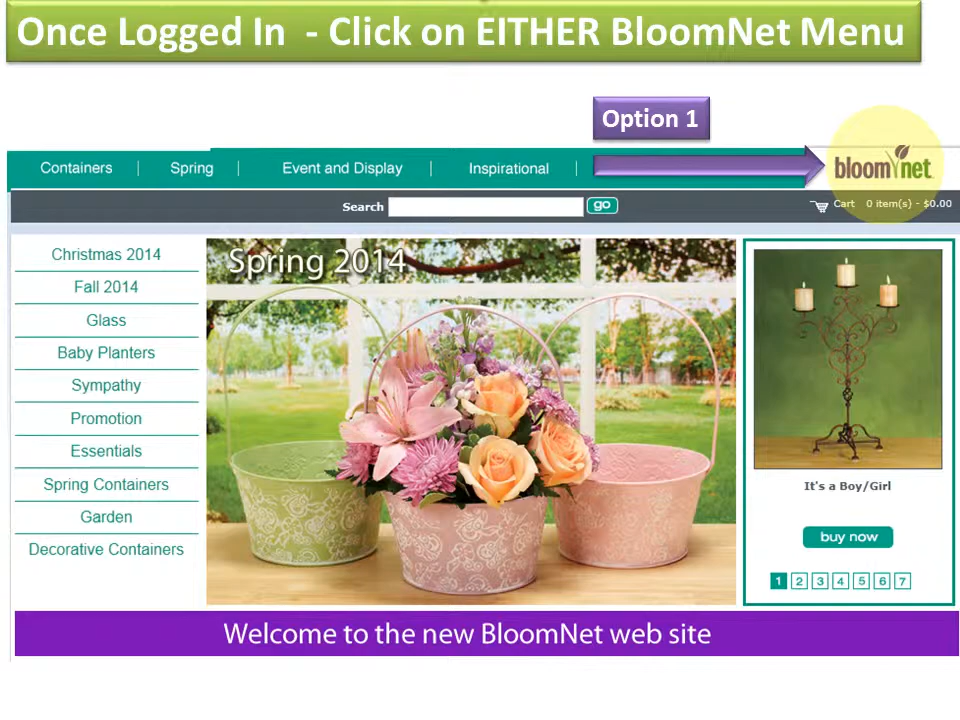 Once Logged In - Click on EITHER BloomNet Menu
Option 1
Containers | Spring | Event and Display | Inspirational |
bloomnet
Search go
Cart 0 item(s) - $0.00
Christmas 2014
Fall 2014
Glass
Baby Planters
Sympathy
Promotion
Essentials
Spring Containers
Garden
Decorative Containers
Spring 2014
It's a Boy/Girl
buy now
1 2 3 4 5 6 7
Welcome to the new BloomNet web site